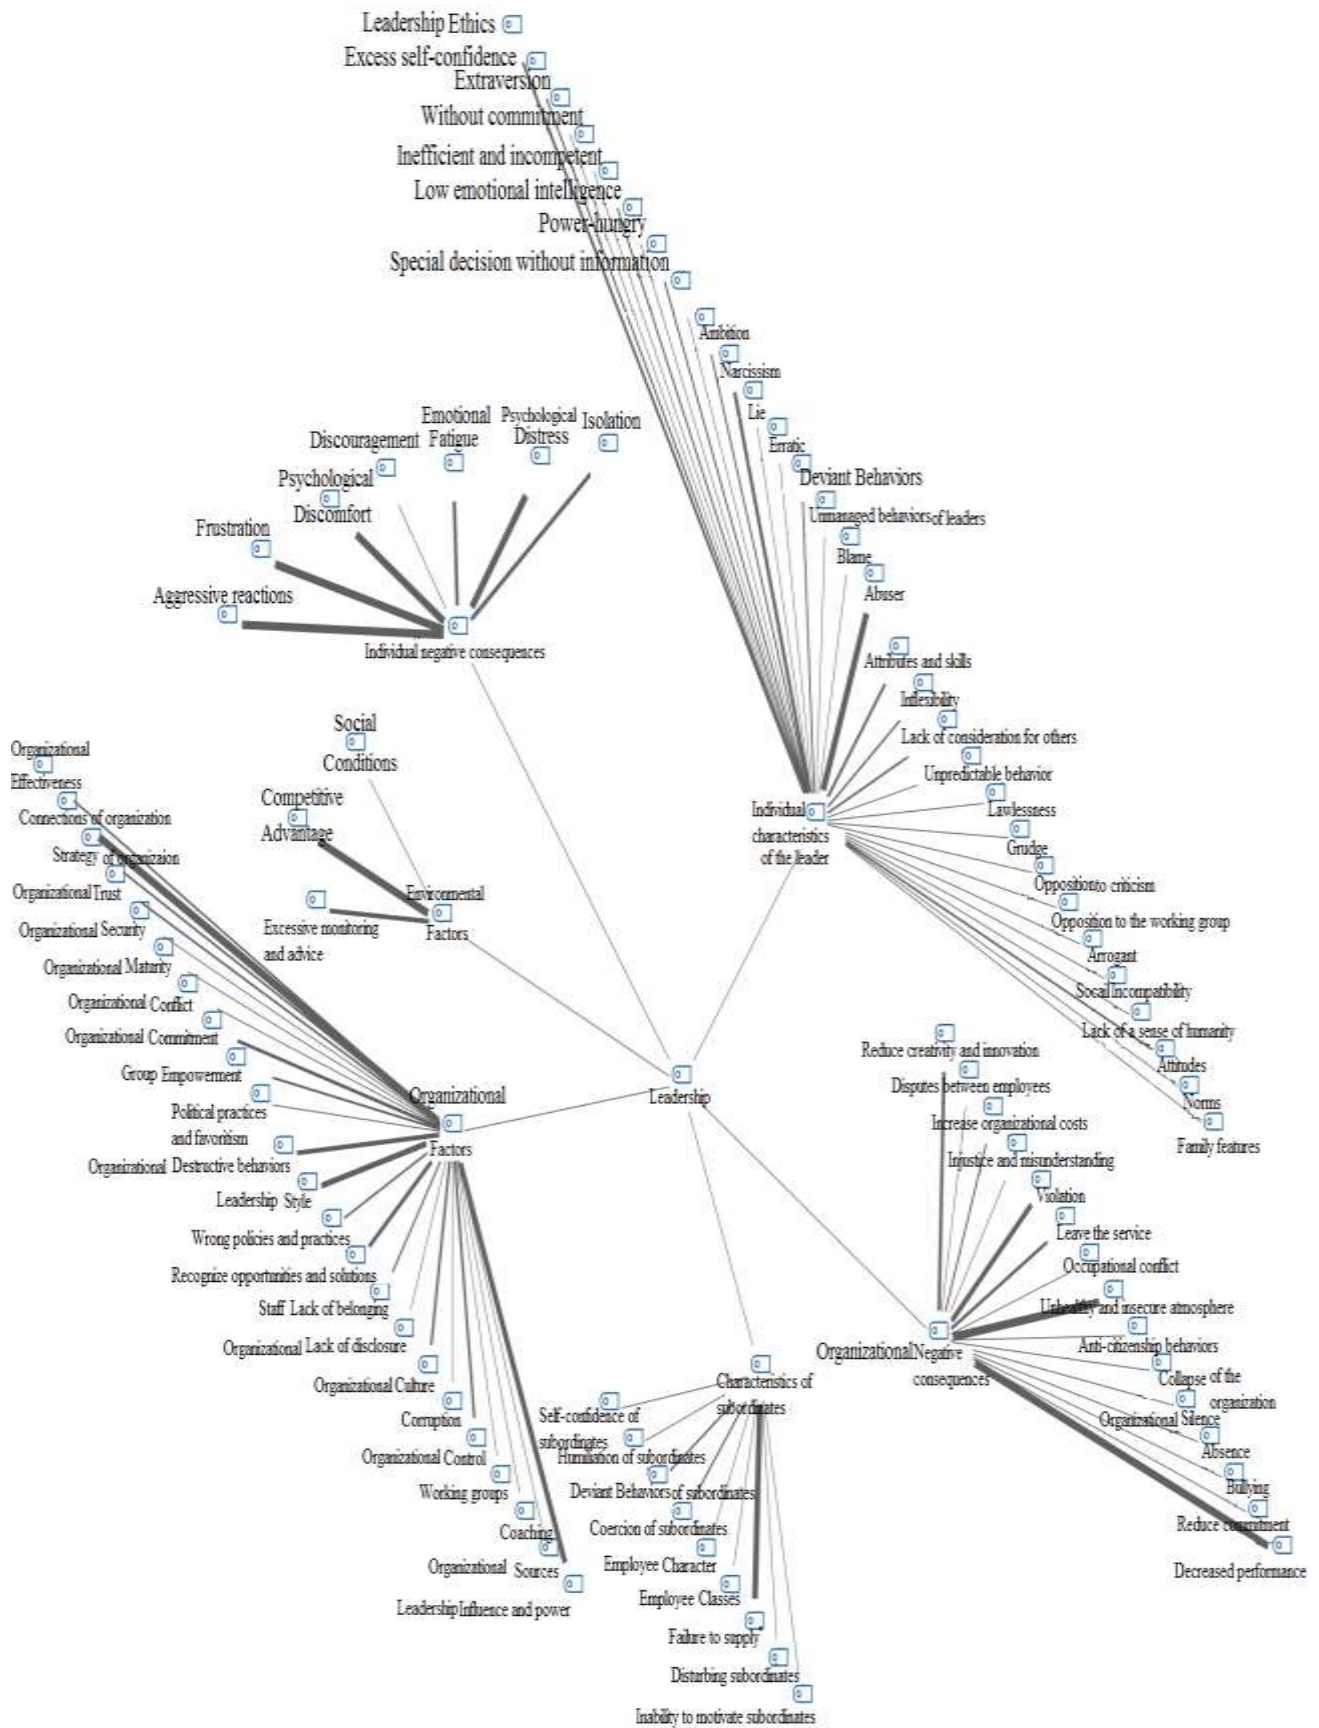 Leadership Ethics
Excess self-confidence
Extraversion
Without commitment
Inefficient and incompetent
Low emotional intelligence
Power-hungry
Special decision without information
Ambition
Narcissism
Lie
Erratic
Deviant Behaviors
Unmanaged behaviors of leaders
Blame
Abuser
Attributes and skills
Inflexibility
Lack of consideration for others
Unpredictable behavior
Lawlessness
Grudge
Opposition to criticism
Opposition to the working group
Arrogant
Socail Incompatibility
Lack of a sense of humanity
Attitudes
Norms
Family features
Individual
characteristics
of the leader
Isolation
Psychological
Distress
Emotional
Fatigue
Discouragement
Psychological
Discomfort
Frustration
Aggressive reactions
Individual negative consequences
Social
Conditions
Competitive
Advantage
Excessive monitoring
and advice
Environmental
Factors
Leadership
Organizational
Effectiveness
Connections of organization
Strategy of organizaion
Organizational Trust
Organizational Security
Organizational Maturity
Organizational Conflict
Organizational Commitment
Group Empowerment
Political practices
and favoritism
Organizational Destructive behaviors
Leadership Style
Wrong policies and practices
Recognize opportunities and solutions
Staff Lack of belonging
Organizational Lack of disclosure
Organizational Culture
Corruption
Organizational Control
Working groups
Coaching
Organizational Sources
Leadership Influence and power
Organizational
Factors
Characteristics of
subordinates
Self-confidence of
subordinates
Humiliation of subordinates
Deviant Behaviors of subordinates
Coercion of subordinates
Employee Character
Employee Classes
Failure to supply
Disturbing subordinates
Inability to motivate subordinates
Organizational Negative
consequences
Reduce creativity and innovation
Disputes between employees
Increase organizational costs
Injustice and misunderstanding
Violation
Leave the service
Occupational conflict
Unhealthy and insecure atmosphere
Anti-citizenship behaviors
Collapse of the
organization
Organizational Silence
Absence
Bullying
Reduce commitment
Decreased performance